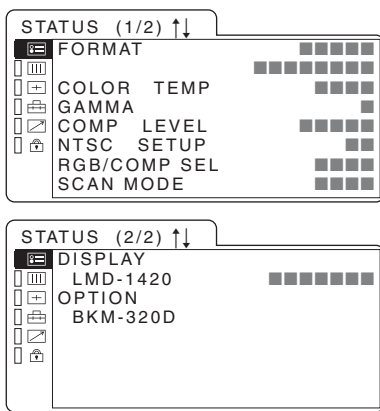 STATUS (1/2) ↑↓
FORMAT ■■■■■
■■■■■■■■
COLOR TEMP ■■■■
GAMMA ■
COMP LEVEL ■■■■■
NTSC SETUP ■■
RGB/COMP SEL ■■■■
SCAN MODE ■■■■
STATUS (2/2) ↑↓
DISPLAY
LMD-1420 ■■■■■■■
OPTION
BKM-320D